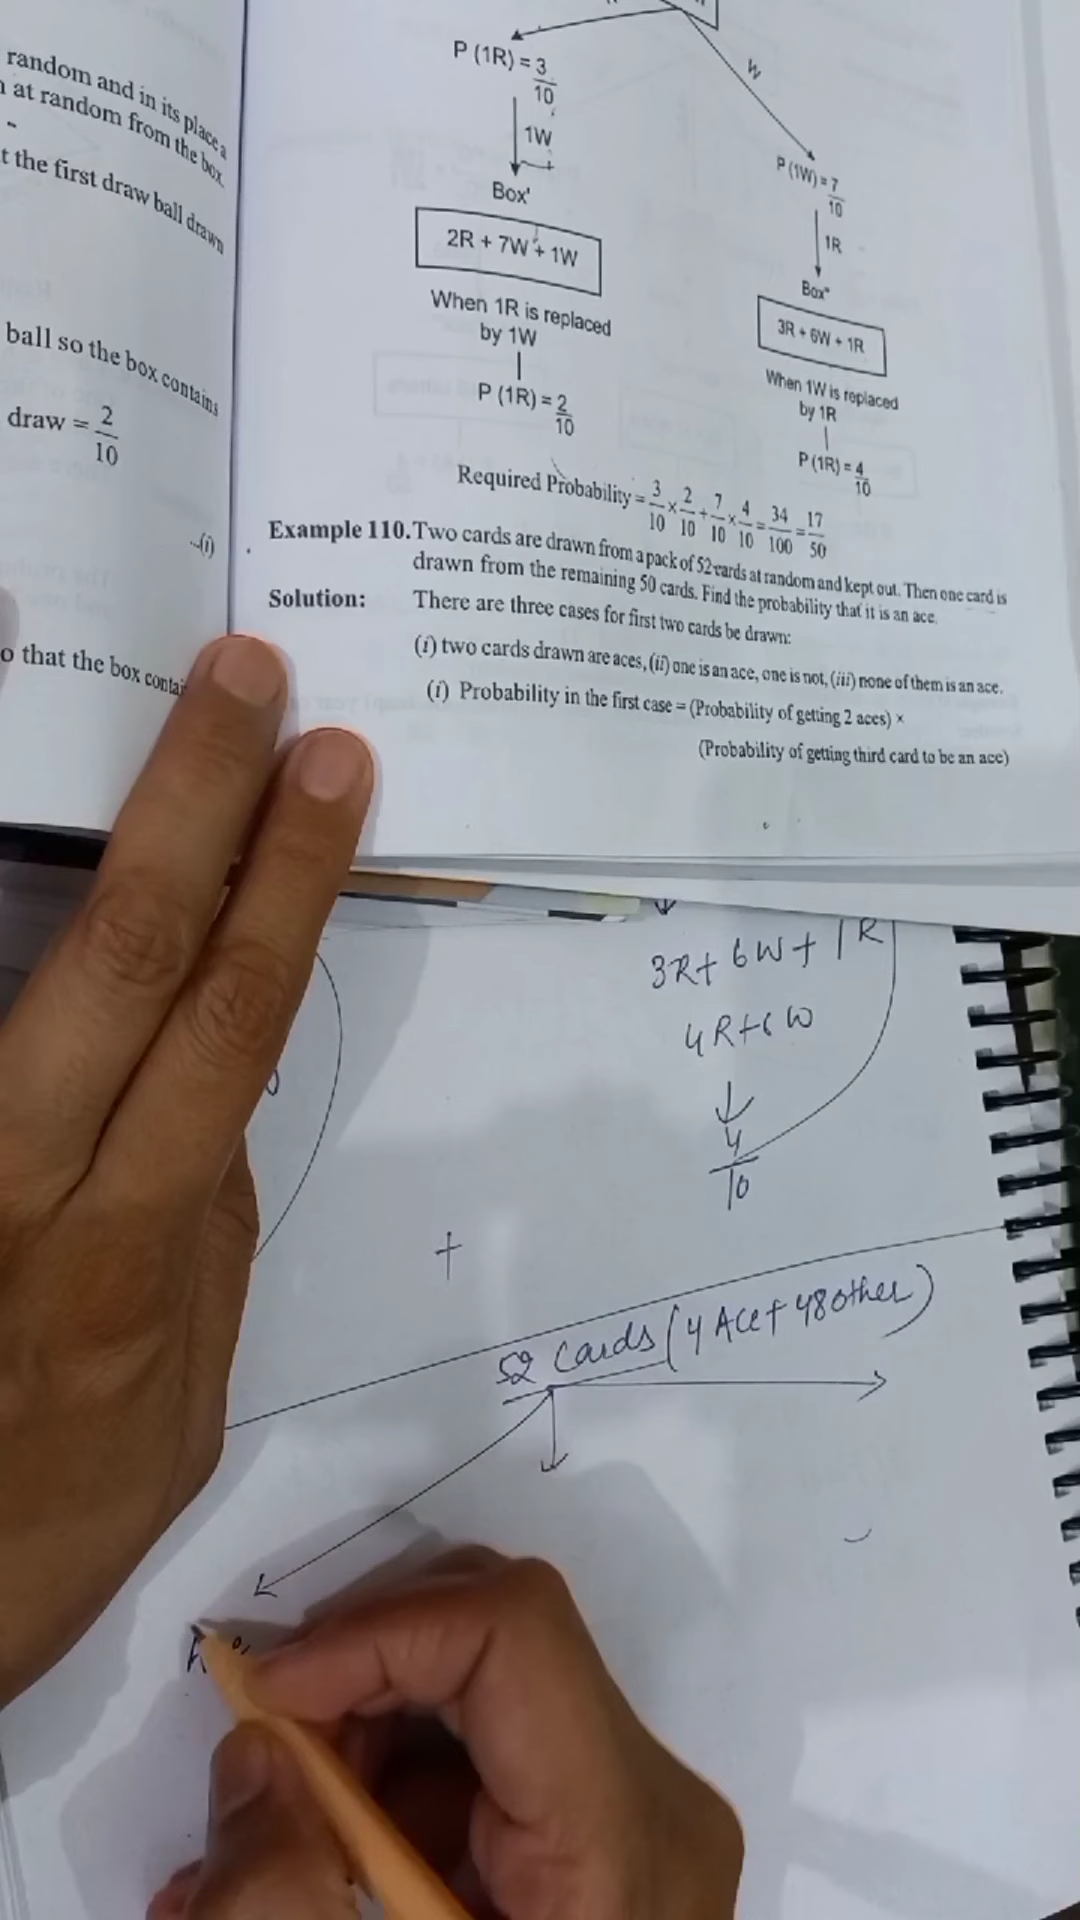 random and in its place a
at random from the box.
t the first draw ball drawn
ball so the box contains
draw = 2/10
...(i)
o that the box contai
W
P (1R) = 3/10
1W
Box'
2R + 7W + 1W
When 1R is replaced
by 1W
P (1R) = 2/10
P (1W) = 7/10
1R
Box"
3R + 6W + 1R
When 1W is replaced
by 1R
P (1R) = 4/10
Required Probability = 3/10 × 2/10 + 7/10 × 4/10 = 34/100 = 17/50
Example 110. Two cards are drawn from a pack of 52 cards at random and kept out. Then one card is
drawn from the remaining 50 cards. Find the probability that it is an ace.
Solution: There are three cases for first two cards be drawn:
(i) two cards drawn are aces, (ii) one is an ace, one is not, (iii) none of them is an ace.
(i) Probability in the first case = (Probability of getting 2 aces) ×
(Probability of getting third card to be an ace)
3R+ 6W+ 1R
4R+6W
4/10
+
52 Cards (4 Ace+ 48 other)